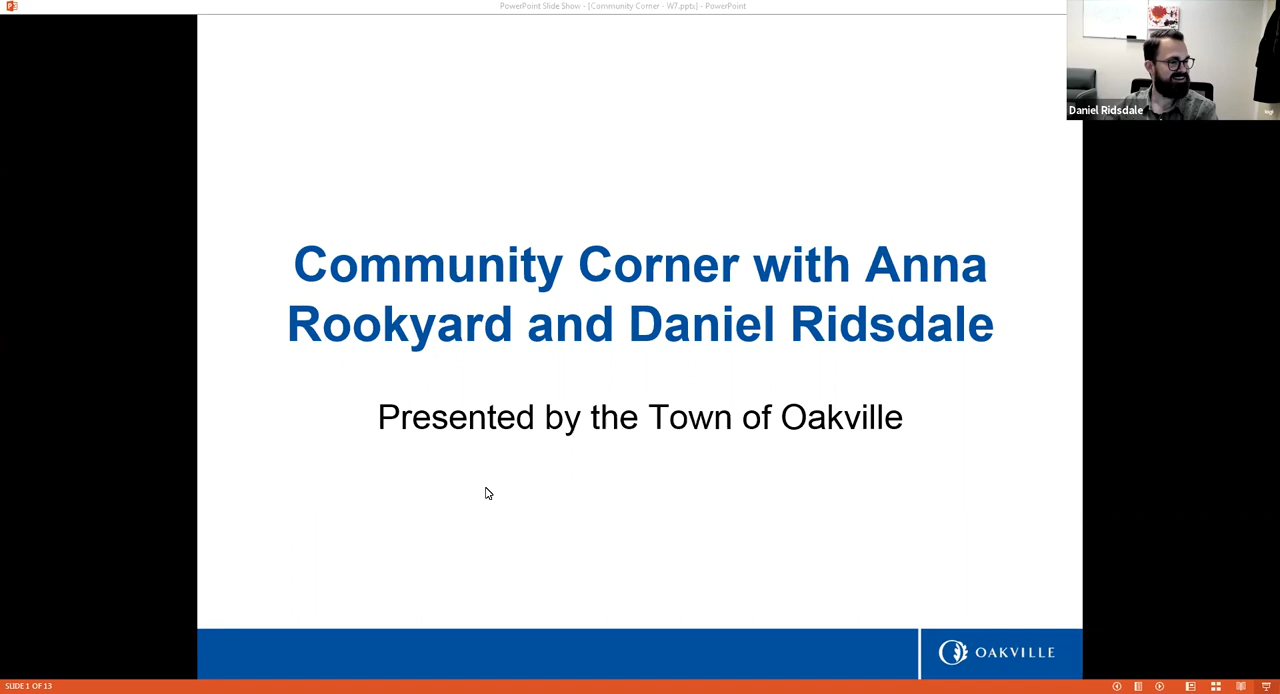 PowerPoint Slide Show - [Community Corner - W7.pptx] - PowerPoint
Daniel Ridsdale
Community Corner with Anna
Rookyard and Daniel Ridsdale
Presented by the Town of Oakville
OAKVILLE
SLIDE 1 OF 13